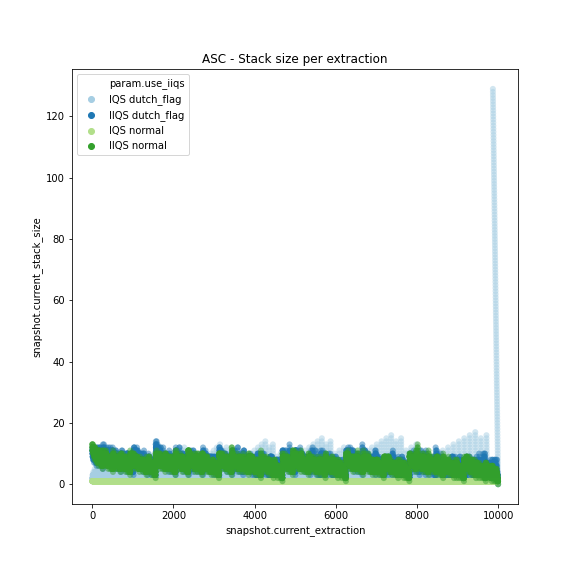 ASC - Stack size per extraction
param.use_iiqs
IQS dutch_flag
IIQS dutch_flag
IQS normal
IIQS normal
120
100
80
60
40
20
0
snapshot.current_stack_size
0
2000
4000
6000
8000
10000
snapshot.current_extraction